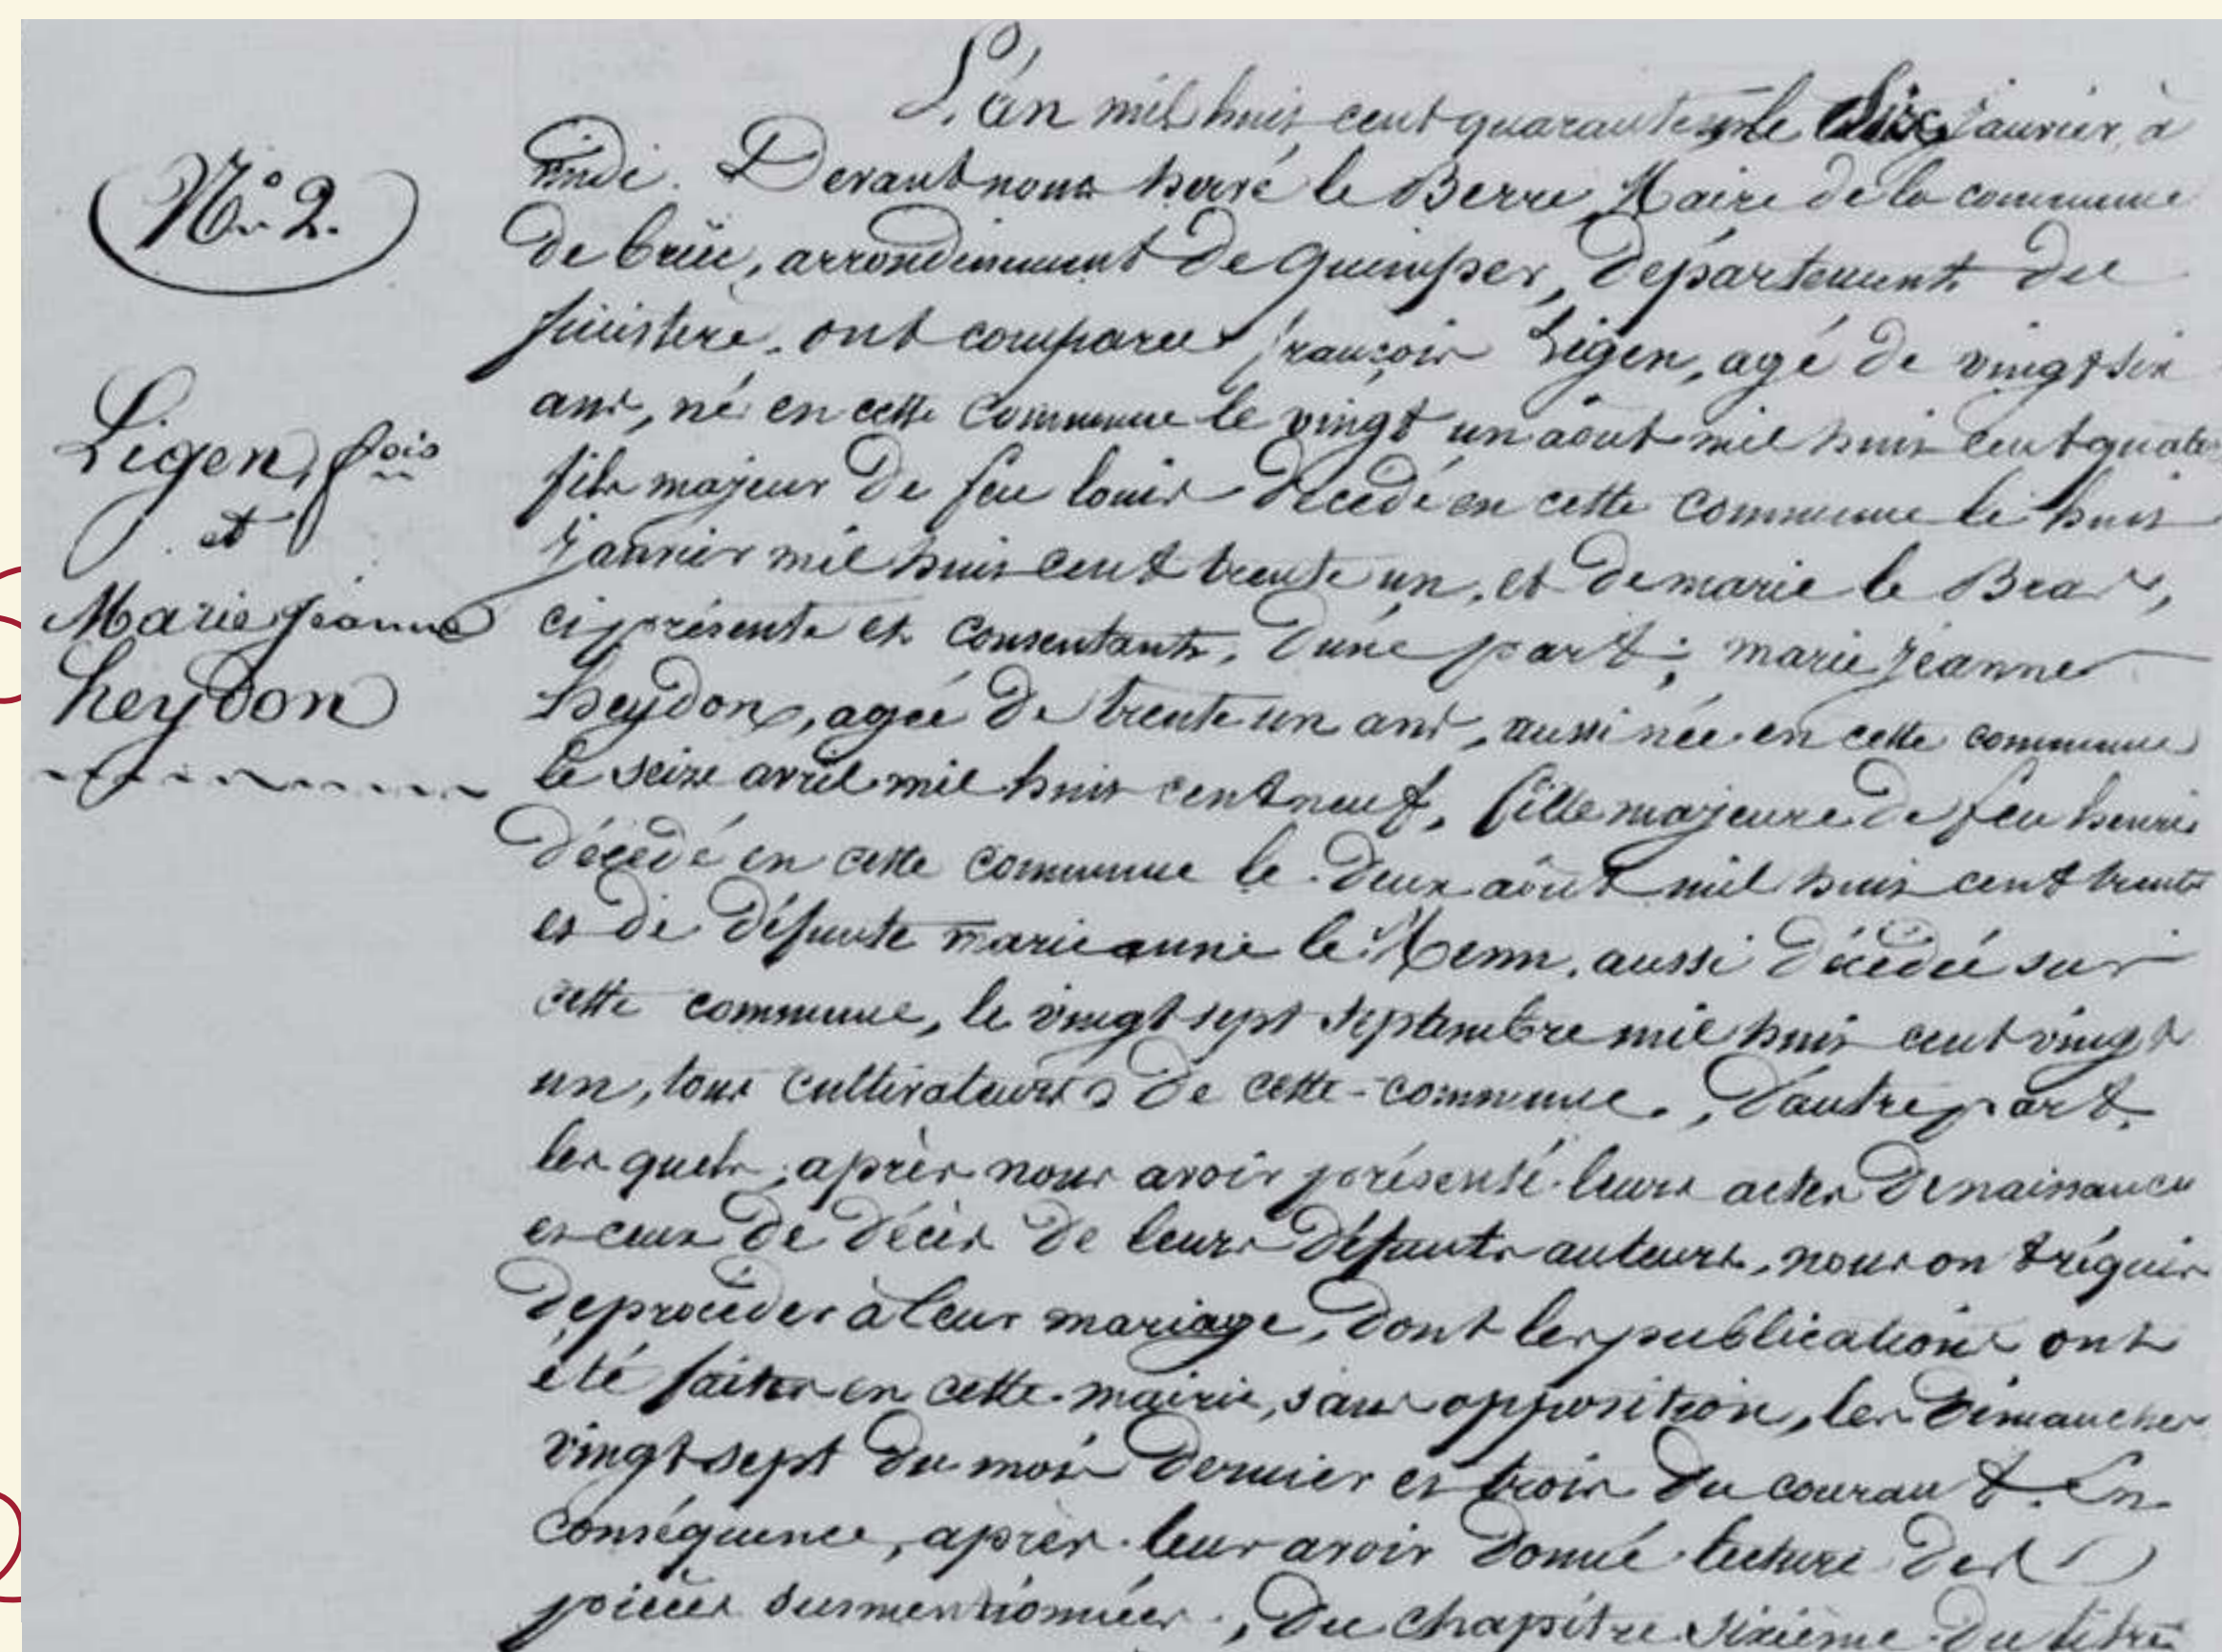 L'an mil huit cent quarante un le dix janvier, à
midi. Devant nous hervé le Berre, Maire de la commune
N.° 2.
de briec, arrondissement de quimper, département du
finistère, ont comparu françois Ligen, agé de vingt six
ans, né en cette commune le vingt un aout mil huit cent quatorze
Ligen, f.ois
fils majeur de feu louis décédé en cette commune le huit
et
janvier mil huit cent trente un, et de marie le Bras,
Marie jeanne
ci présente et consentante, d'une part; marie jeanne
heydon
heydon, agée de trente un ans, aussi née en cette commune
le seize avril mil huit cent neuf, fille majeure de feu henri
décédé en cette commune le deux août mil huit cent trente
et de défunte marie anne le Menn, aussi décédée sur
cette commune, le vingt sept septembre mil huit cent vingt
un, tous cultivateurs de cette commune, d'autre part.
les quels, après nous avoir présenté leurs actes de naissance
et ceux de décès de leurs défunts auteurs, nous ont réquis
de procéder à leur mariage, dont les publications ont
été faites en cette mairie, sans opposition, les dimanches
vingt sept du mois dernier et trois du courant. En
conséquence, après leur avoir donné lecture des
pièces susmentionnées, du chapitre sixième du titre